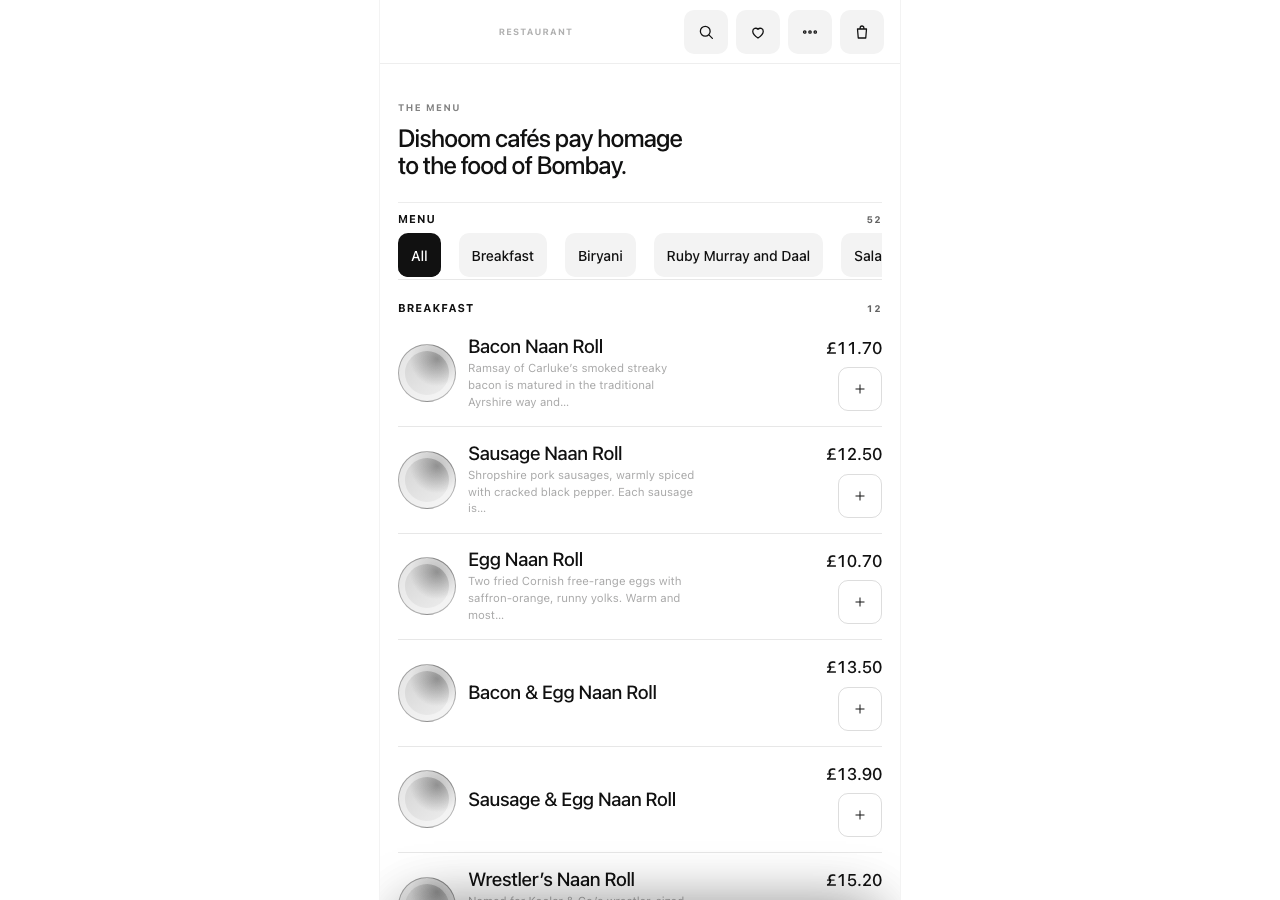 RESTAURANT
THE MENU
Dishoom cafés pay homage
to the food of Bombay.
MENU
52
All
Breakfast
Biryani
Ruby Murray and Daal
Sala
BREAKFAST
12
Bacon Naan Roll
£11.70
Ramsay of Carluke's smoked streaky
bacon is matured in the traditional
Ayrshire way and...
+
Sausage Naan Roll
£12.50
Shropshire pork sausages, warmly spiced
with cracked black pepper. Each sausage
is...
+
Egg Naan Roll
£10.70
Two fried Cornish free-range eggs with
saffron-orange, runny yolks. Warm and
most...
+
Bacon & Egg Naan Roll
£13.50
+
Sausage & Egg Naan Roll
£13.90
+
Wrestler’s Naan Roll
£15.20